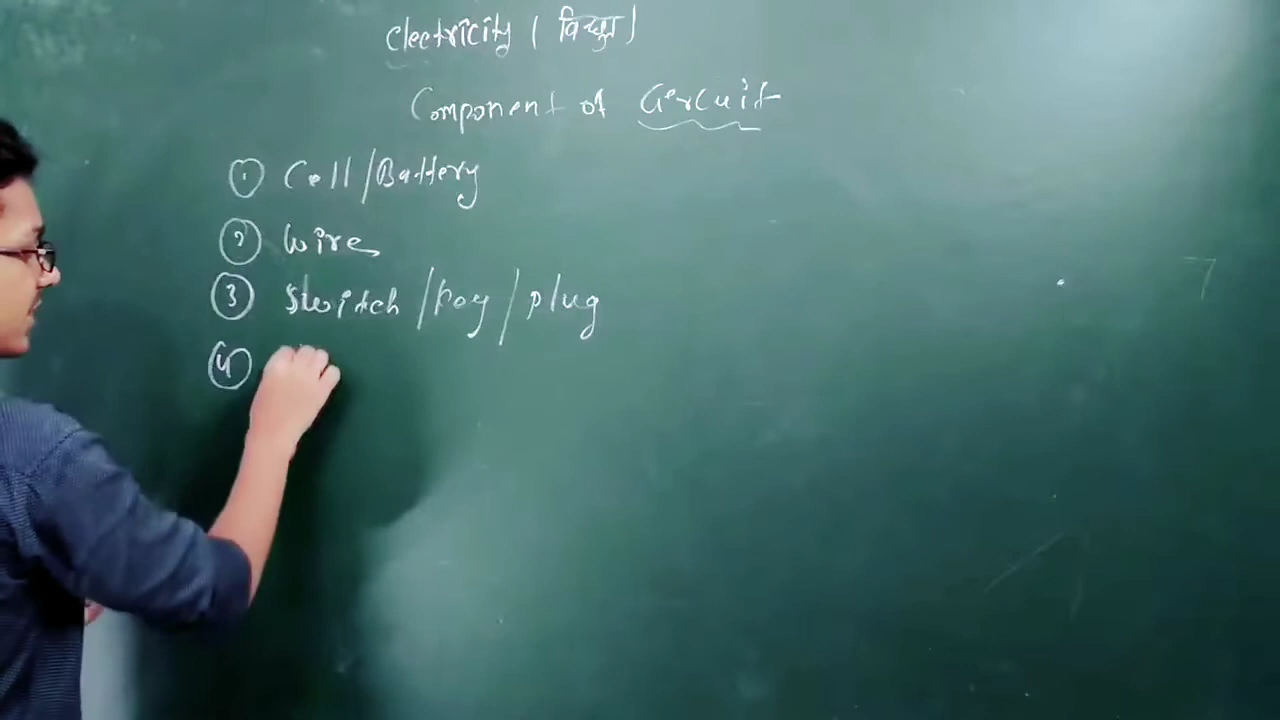 electricity (विद्युत)
Component of Circuit
① Cell/Battery
② wire
③ Switch/key/plug
④